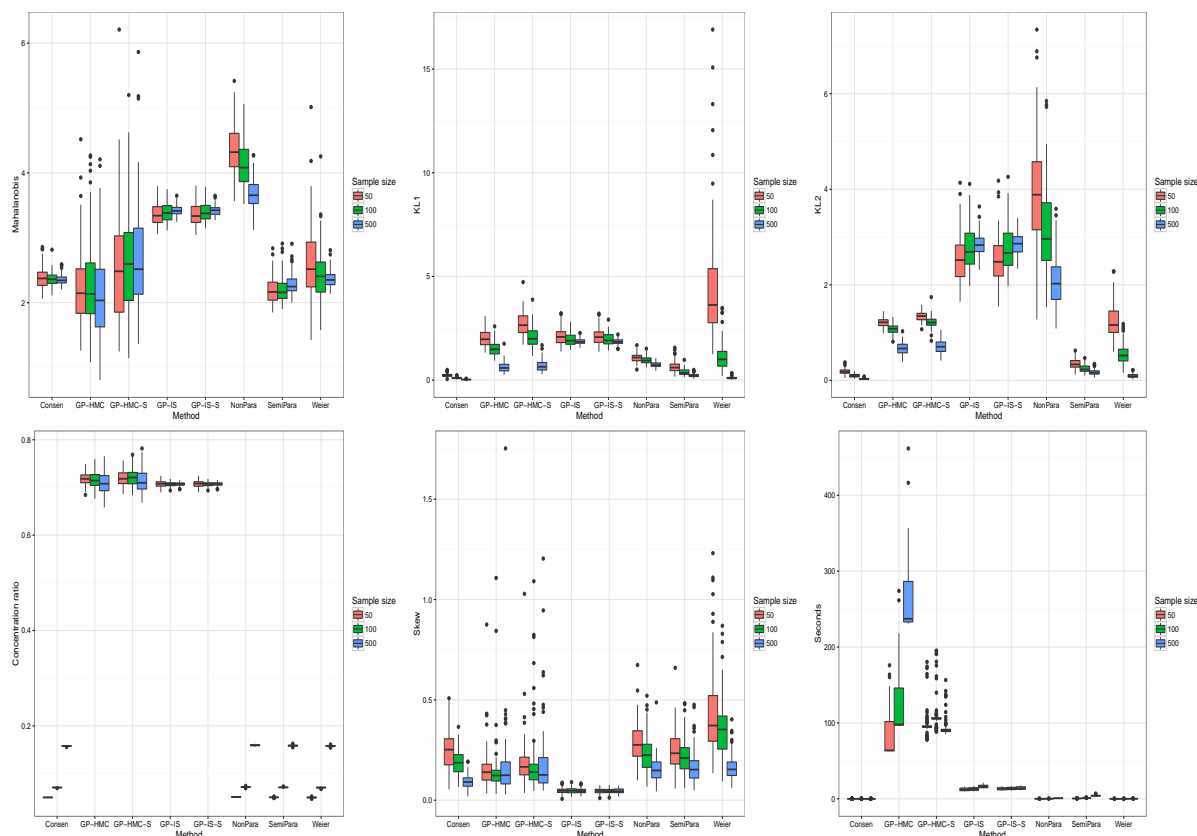 Mahalanobis
6
4
2
Consen GP-HMC GP-HMC-S GP-IS GP-IS-S NonPara SemiPara Weier
Method
Sample size
50
100
500
KL1
15
10
5
0
Consen GP-HMC GP-HMC-S GP-IS GP-IS-S NonPara SemiPara Weier
Method
Sample size
50
100
500
KL2
6
4
2
0
Consen GP-HMC GP-HMC-S GP-IS GP-IS-S NonPara SemiPara Weier
Method
Sample size
50
100
500
Concentration ratio
0.8
0.6
0.4
0.2
Consen GP-HMC GP-HMC-S GP-IS GP-IS-S NonPara SemiPara Weier
Method
Sample size
50
100
500
Skew
1.5
1.0
0.5
0.0
Consen GP-HMC GP-HMC-S GP-IS GP-IS-S NonPara SemiPara Weier
Method
Sample size
50
100
500
Seconds
400
300
200
100
0
Consen GP-HMC GP-HMC-S GP-IS GP-IS-S NonPara SemiPara Weier
Method
Sample size
50
100
500